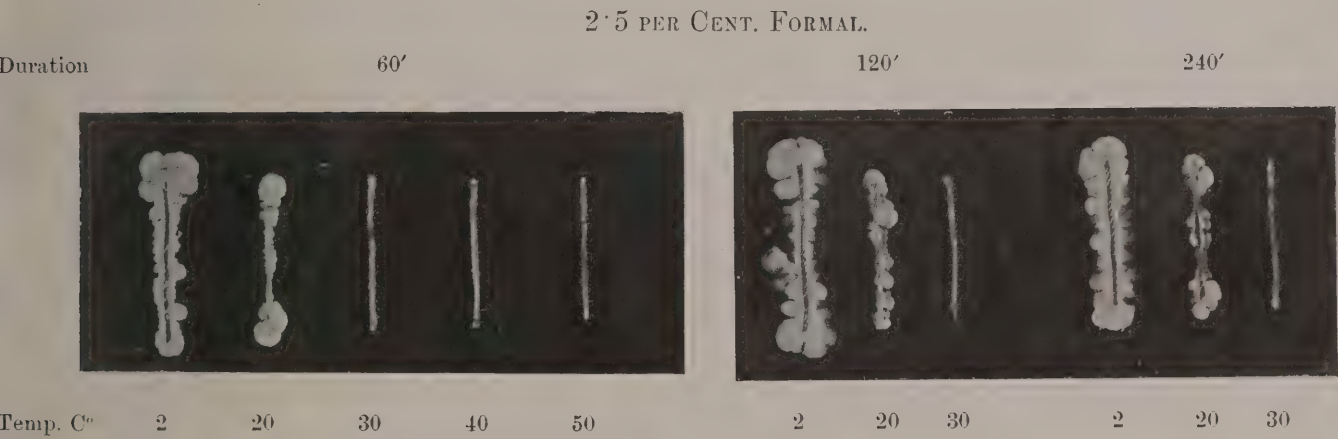 2·5 PER CENT. FORMAL.
Duration 60′ 120′ 240′
Temp. C° 2 20 30 40 50 2 20 30 2 20 30